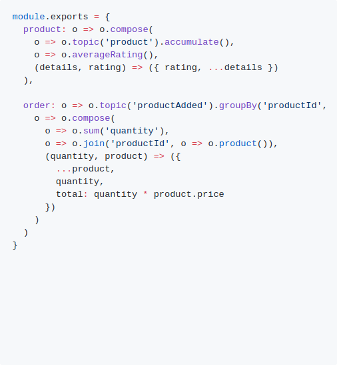 module.exports = {
  product: o => o.compose(
    o => o.topic('product').accumulate(),
    o => o.averageRating(),
    (details, rating) => ({ rating, ...details })
  ),

  order: o => o.topic('productAdded').groupBy('productId',
    o => o.compose(
      o => o.sum('quantity'),
      o => o.join('productId', o => o.product()),
      (quantity, product) => ({
        ...product,
        quantity,
        total: quantity * product.price
      })
    )
  )
}